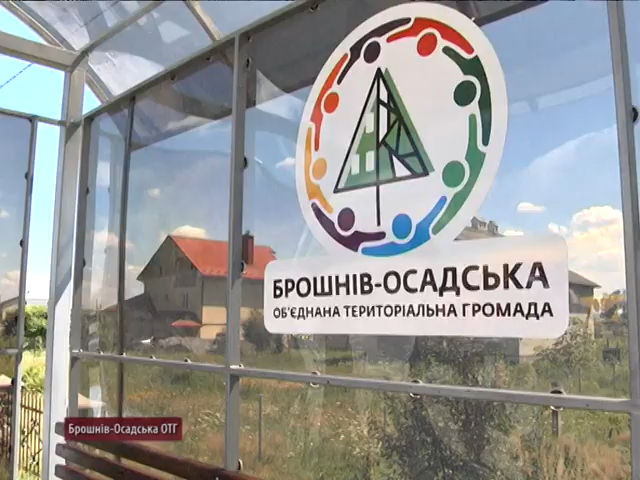 БРОШНІВ-ОСАДСЬКА
ОБ'ЄДНАНА ТЕРИТОРІАЛЬНА ГРОМАДА
Брошнів-Осадська ОТГ